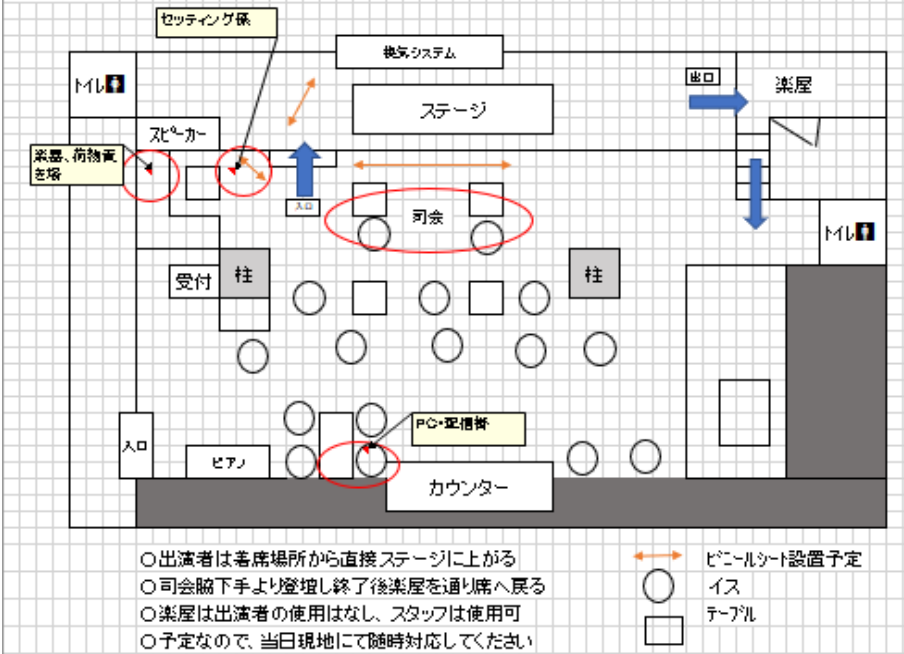 セッティング係
換気システム
トイレ
ステージ
出口
楽屋
スピーカー
楽器、荷物置
き場
入口
司会
トイレ
受付
柱
柱
PC・配信掛
入口
ピアノ
カウンター
○出演者は着席場所から直接ステージに上がる
○司会脇下手より登壇し終了後楽屋を通り席へ戻る
○楽屋は出演者の使用はなし、スタッフは使用可
○予定なので、当日現地にて随時対応してください
ビニールシート設置予定
イス
テーブル